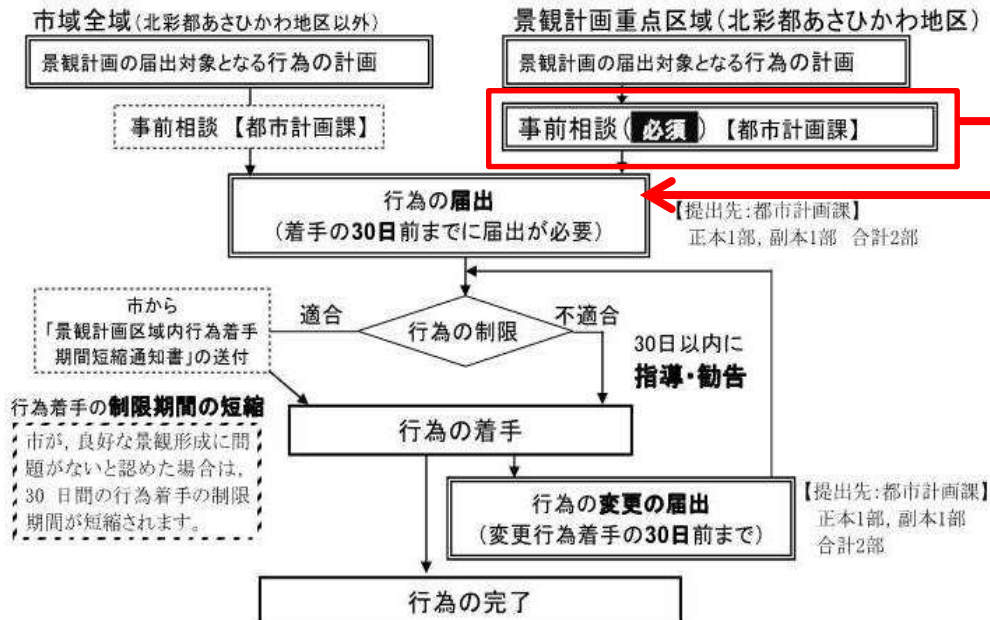 市域全域(北彩都あさひかわ地区以外)
景観計画の届出対象となる行為の計画
事前相談 【都市計画課】
景観計画重点区域(北彩都あさひかわ地区)
景観計画の届出対象となる行為の計画
事前相談(必須)【都市計画課】
行為の届出
(着手の30日前までに届出が必要)
【提出先:都市計画課】
正本1部, 副本1部 合計2部
市から
「景観計画区域内行為着手
期間短縮通知書」の送付
適合
行為の制限
不適合
30日以内に
指導・勧告
行為着手の制限期間の短縮
市が, 良好な景観形成に問
題がないと認めた場合は,
30 日間の行為着手の制限
期間が短縮されます。
行為の着手
行為の変更の届出
(変更行為着手の30日前まで)
【提出先:都市計画課】
正本1部, 副本1部
合計2部
行為の完了